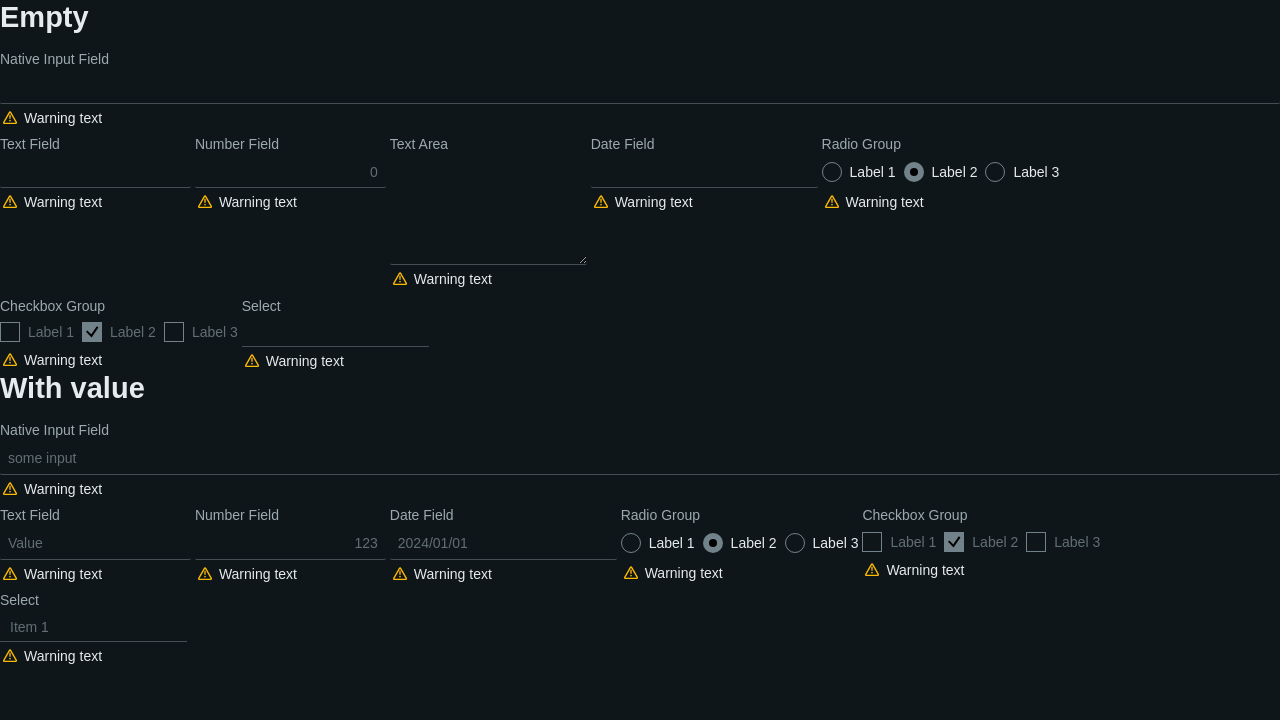 Empty
Native Input Field
Warning text
Text Field Number Field Text Area Date Field Radio Group
0 Label 1 Label 2 Label 3
Warning text Warning text Warning text Warning text
Warning text
Checkbox Group Select
Label 1 Label 2 Label 3
Warning text Warning text
With value
Native Input Field
some input
Warning text
Text Field Number Field Date Field Radio Group Checkbox Group
Value 123 2024/01/01 Label 1 Label 2 Label 3 Label 1 Label 2 Label 3
Warning text Warning text Warning text Warning text Warning text
Select
Item 1
Warning text